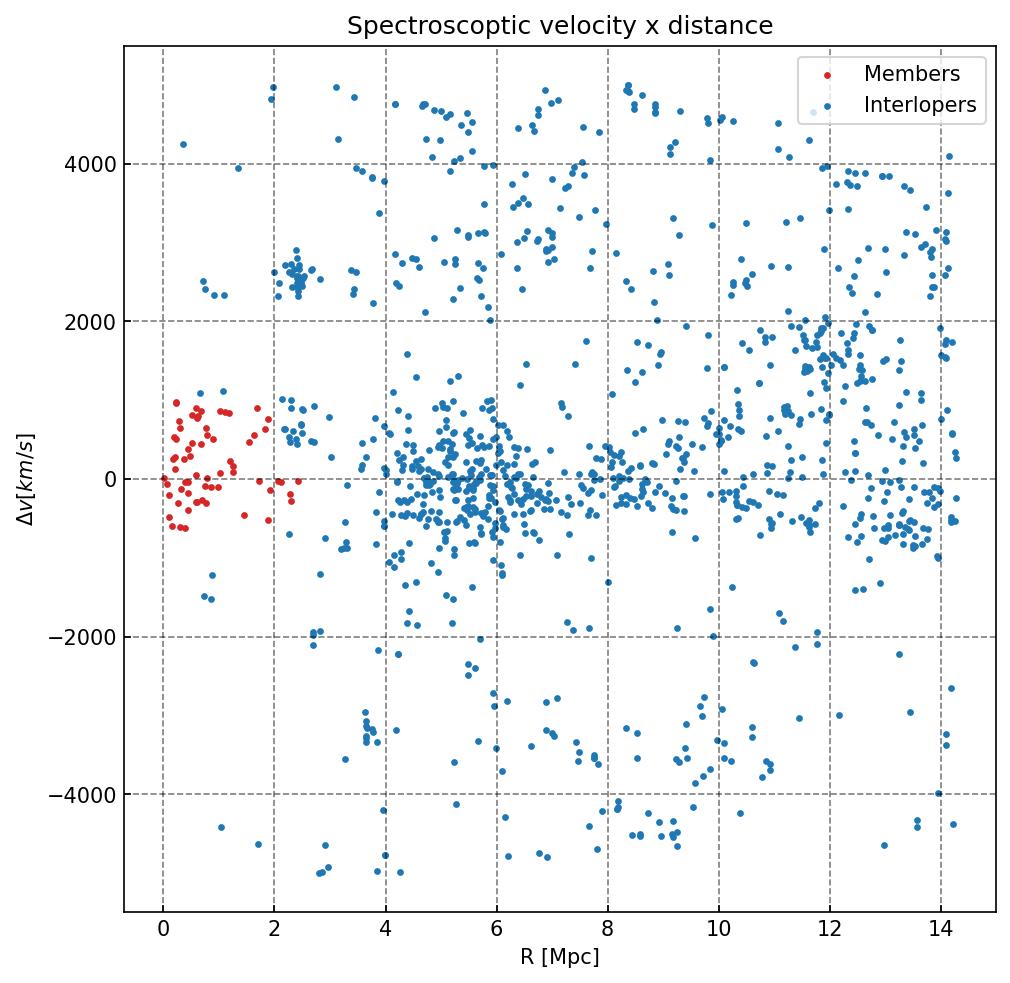 Spectroscoptic velocity x distance
Members
Interlopers
Δv[km/s]
4000
2000
0
−2000
−4000
0 2 4 6 8 10 12 14
R [Mpc]